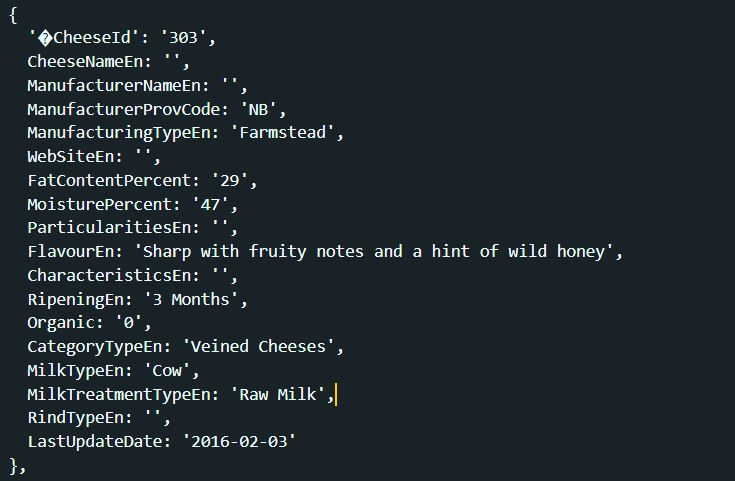 {
'�CheeseId': '303',
CheeseNameEn: '',
ManufacturerNameEn: '',
ManufacturerProvCode: 'NB',
ManufacturingTypeEn: 'Farmstead',
WebSiteEn: '',
FatContentPercent: '29',
MoisturePercent: '47',
ParticularitiesEn: '',
FlavourEn: 'Sharp with fruity notes and a hint of wild honey',
CharacteristicsEn: '',
RipeningEn: '3 Months',
Organic: '0',
CategoryTypeEn: 'Veined Cheeses',
MilkTypeEn: 'Cow',
MilkTreatmentTypeEn: 'Raw Milk',
RindTypeEn: '',
LastUpdateDate: '2016-02-03'
},